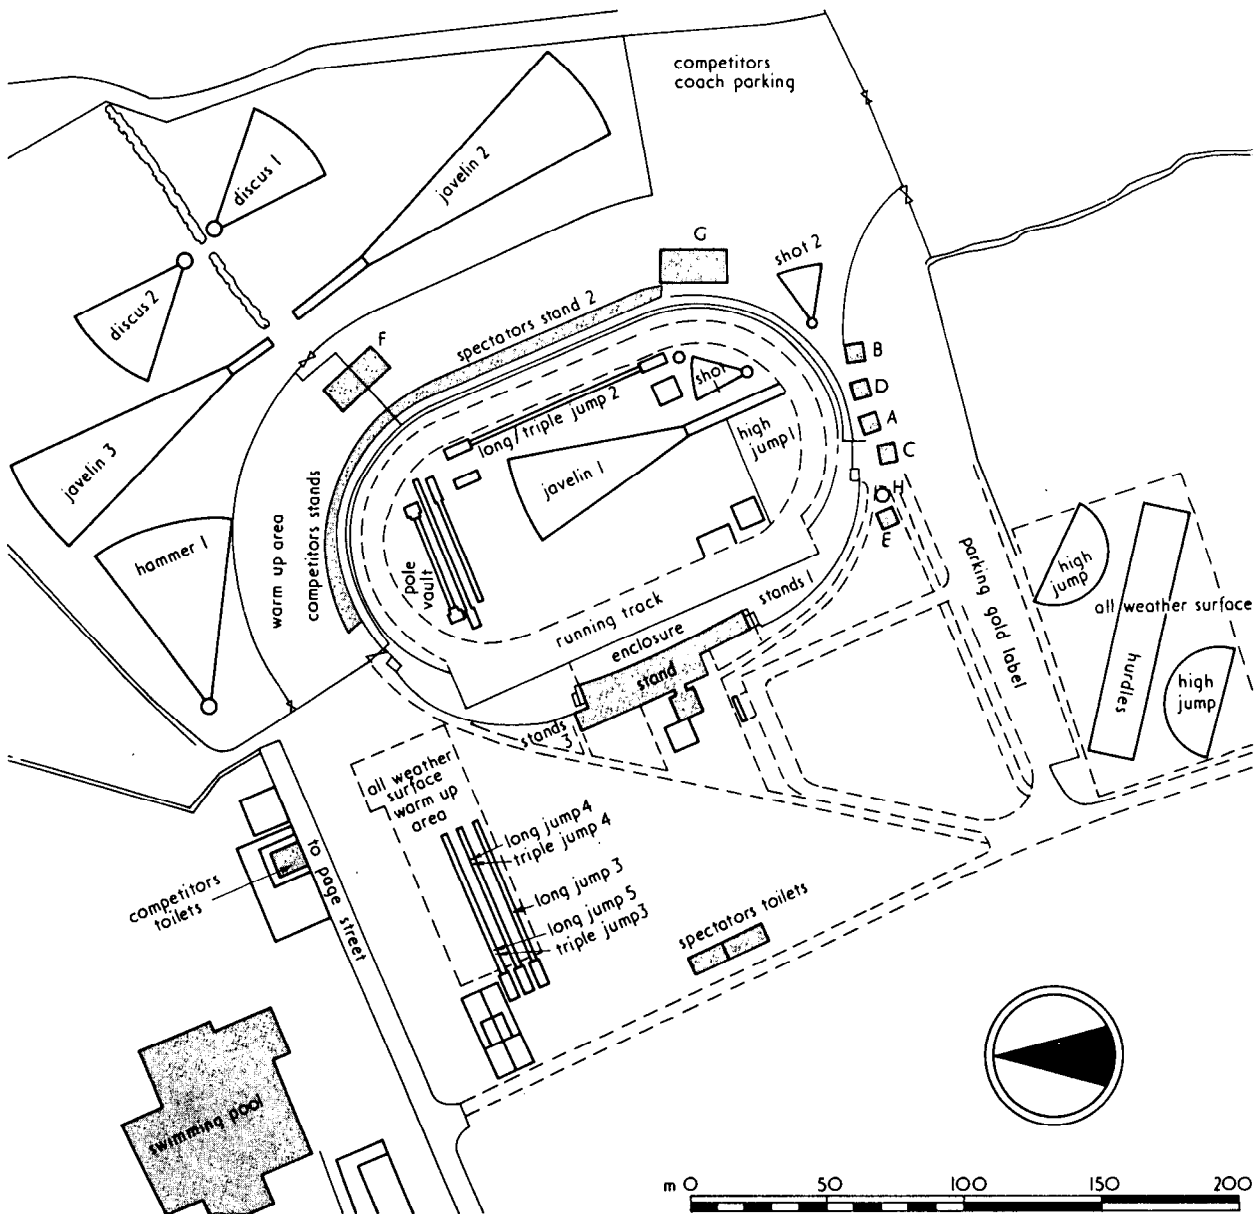 competitors
coach parking
discus 1
javelin 2
discus 2
javelin 3
hammer 1
G
shot 2
spectators stand 2
F
B
D
A
C
H
E
long/triple jump 2
shot 1
high
jump 1
javelin 1
pole
vault
warm up area
competitors stands
running track
enclosure
stand
stands 1
stands
3
parking gold label
high
jump
all weather surface
hurdles
high
jump
all weather
surface
warm up
area
long jump 4
triple jump 4
long jump 3
long jump 5
triple jump3
competitors
toilets
to page street
spectators toilets
swimming pool
m 0 50 100 150 200